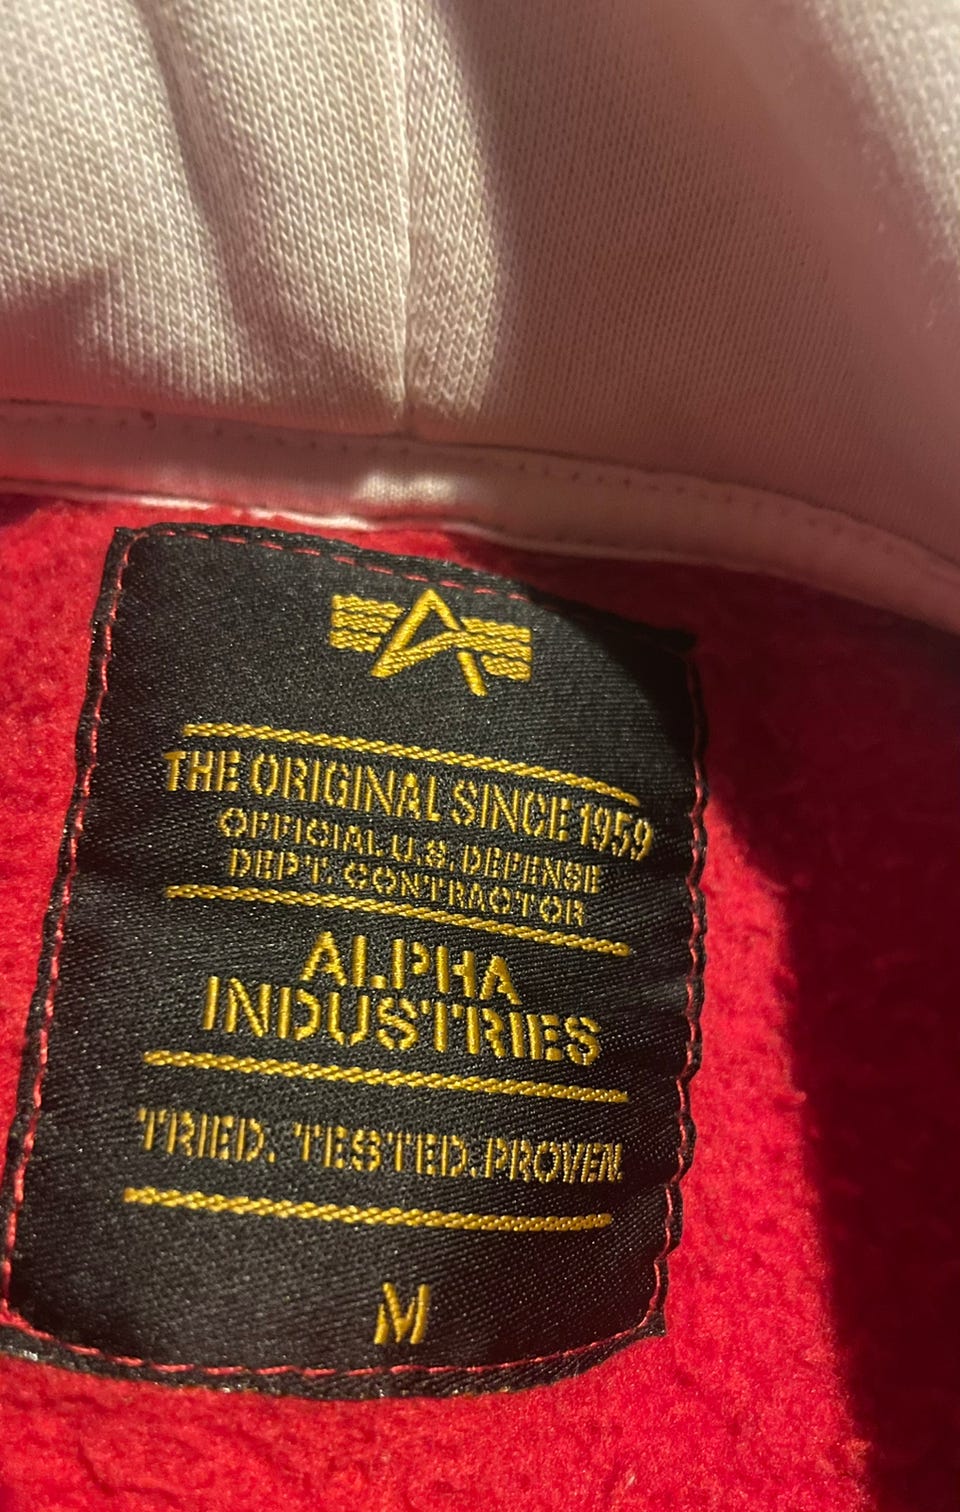 THE ORIGINAL SINCE 1959
OFFICIAL U.S. DEFENSE
DEPT. CONTRACTOR
ALPHA
INDUSTRIES
TRIED. TESTED. PROVEN.
M